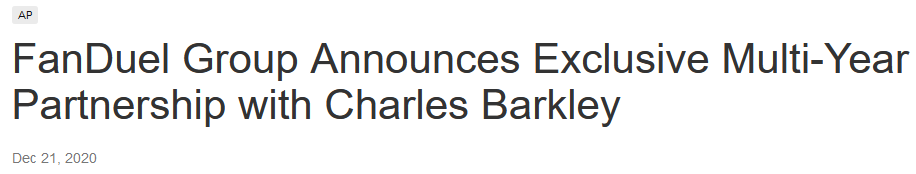 AP
FanDuel Group Announces Exclusive Multi-Year
Partnership with Charles Barkley
Dec 21, 2020